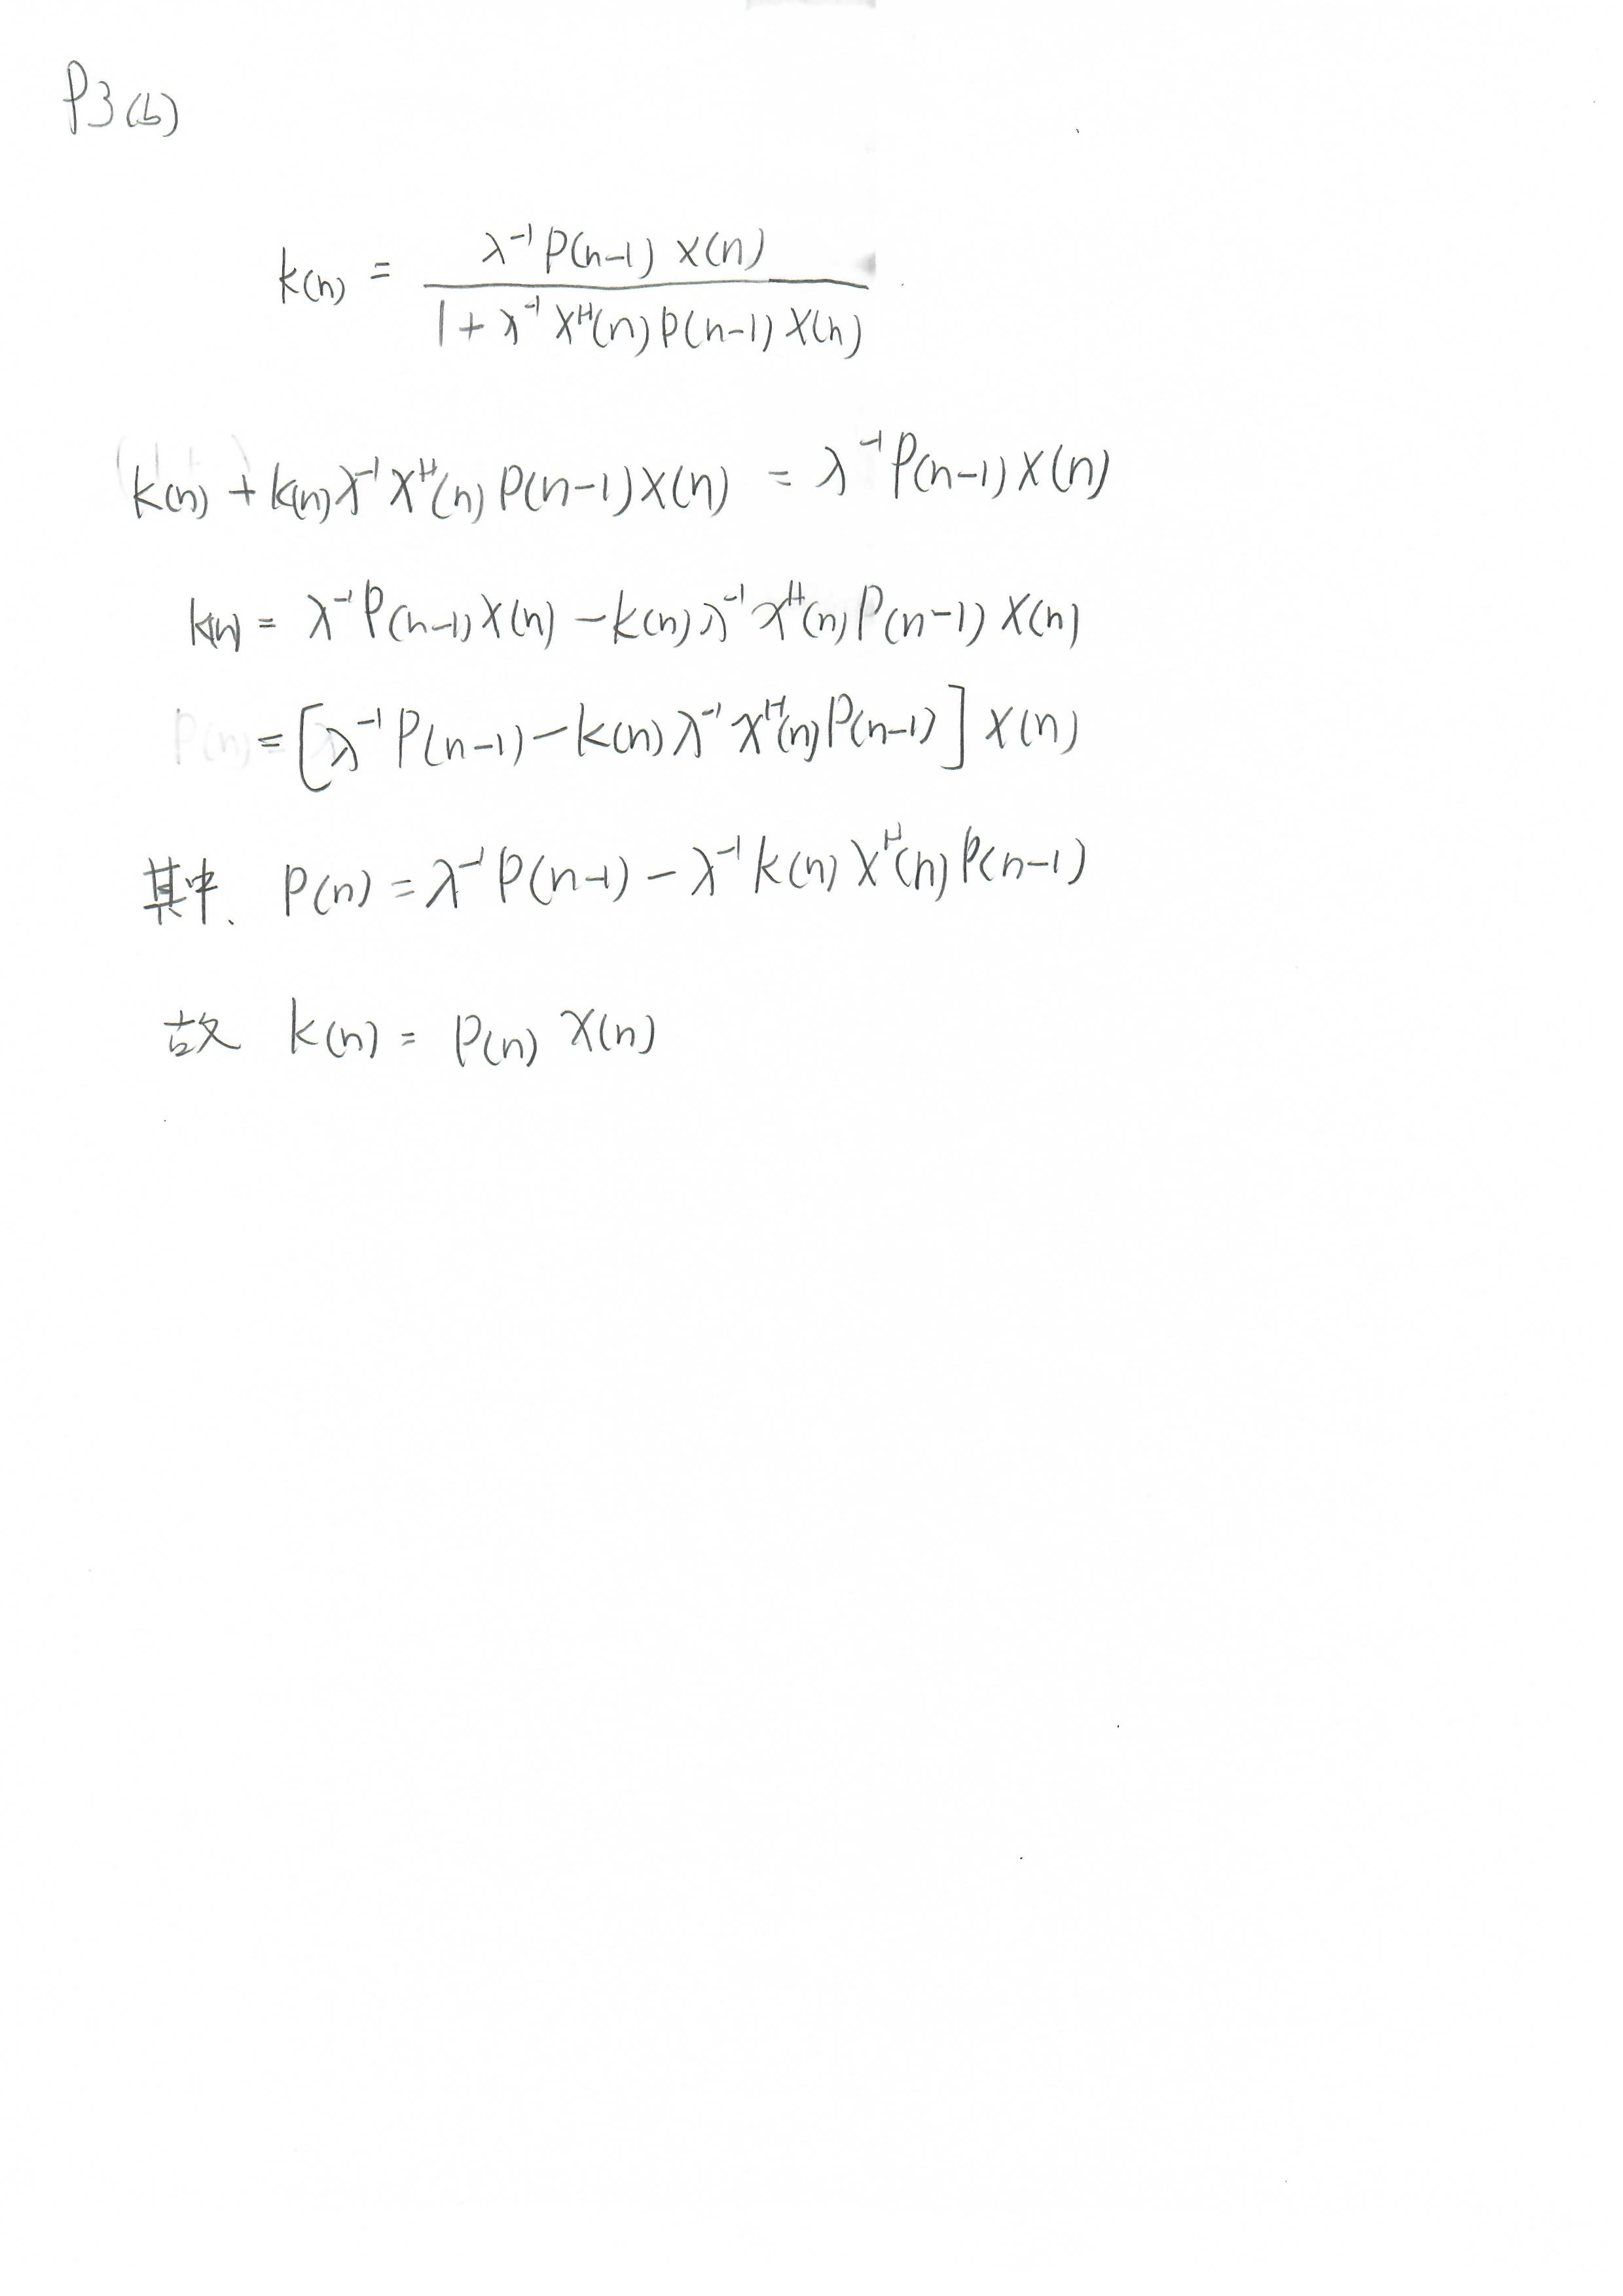 P3(b)
k(n) = λ⁻¹P(n-1) x(n) / 1 + λ⁻¹ x^H(n) P(n-1) x(n)
k(n) + k(n) λ⁻¹ x^H(n) P(n-1) x(n) = λ⁻¹ P(n-1) x(n)
k(n) = λ⁻¹ P(n-1) x(n) - k(n) λ⁻¹ x^H(n) P(n-1) x(n)
= [λ⁻¹ P(n-1) - k(n) λ⁻¹ x^H(n) P(n-1)] x(n)
其中、 P(n) = λ⁻¹ P(n-1) - λ⁻¹ k(n) x^H(n) P(n-1)
故 k(n) = P(n) x(n)